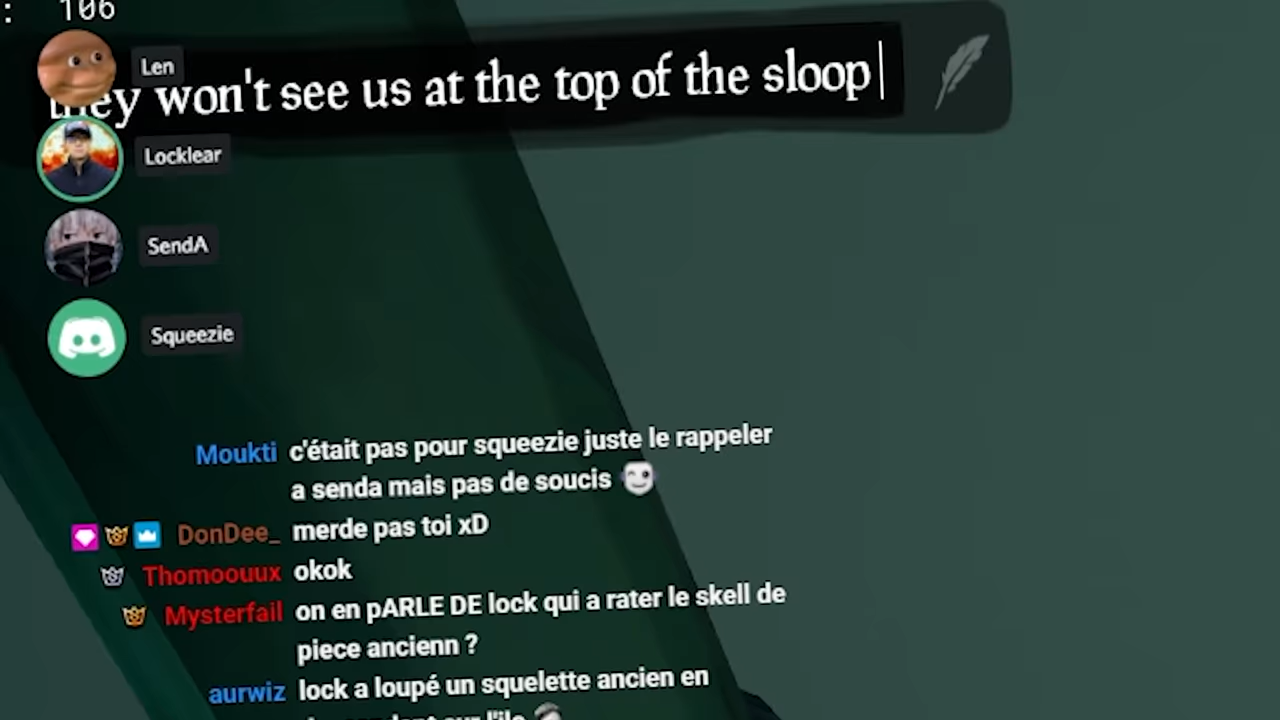 : 106
Len
they won't see us at the top of the sloop
Locklear
SendA
Squeezie
Moukti c'était pas pour squeezie juste le rappeler
a senda mais pas de soucis
DonDee_ merde pas toi xD
Thomoouux okok
Mysterfail on en pARLE DE lock qui a rater le skell de
piece ancienn ?
aurwiz lock a loupé un squelette ancien en
sur l'ile